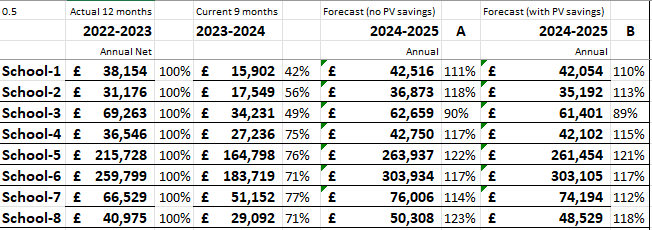 0.5 Actual 12 months Current 9 months Forecast (no PV savings) Forecast (with PV savings)
2022-2023 2023-2024 2024-2025 A 2024-2025 B
Annual Net Annual Annual
School-1 £ 38,154 100% £ 15,902 42% £ 42,516 111% £ 42,054 110%
School-2 £ 31,176 100% £ 17,549 56% £ 36,873 118% £ 35,192 113%
School-3 £ 69,263 100% £ 34,231 49% £ 62,659 90% £ 61,401 89%
School-4 £ 36,546 100% £ 27,236 75% £ 42,750 117% £ 42,102 115%
School-5 £ 215,728 100% £ 164,798 76% £ 263,937 122% £ 261,454 121%
School-6 £ 259,799 100% £ 183,719 71% £ 303,934 117% £ 303,105 117%
School-7 £ 66,529 100% £ 51,152 77% £ 76,006 114% £ 74,194 112%
School-8 £ 40,975 100% £ 29,092 71% £ 50,308 123% £ 48,529 118%